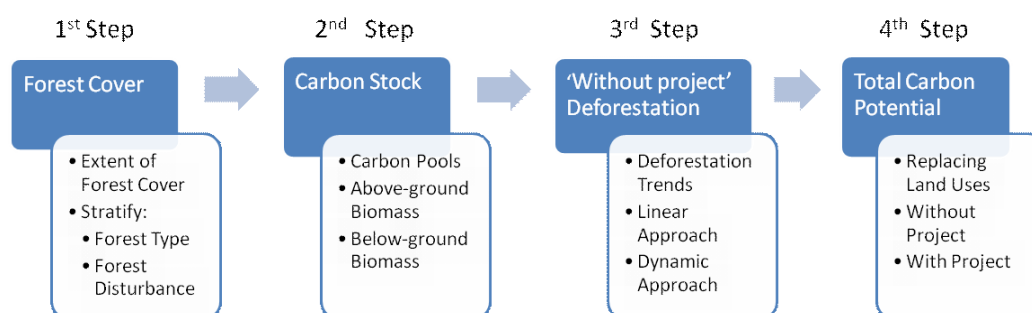 1st Step
Forest Cover
• Extent of
Forest Cover
• Stratify:
• Forest Type
• Forest
Disturbance
2nd Step
Carbon Stock
• Carbon Pools
• Above-ground
Biomass
• Below-ground
Biomass
3rd Step
‘Without project’
Deforestation
• Deforestation
Trends
• Linear
Approach
• Dynamic
Approach
4th Step
Total Carbon
Potential
• Replacing
Land Uses
• Without
Project
• With Project